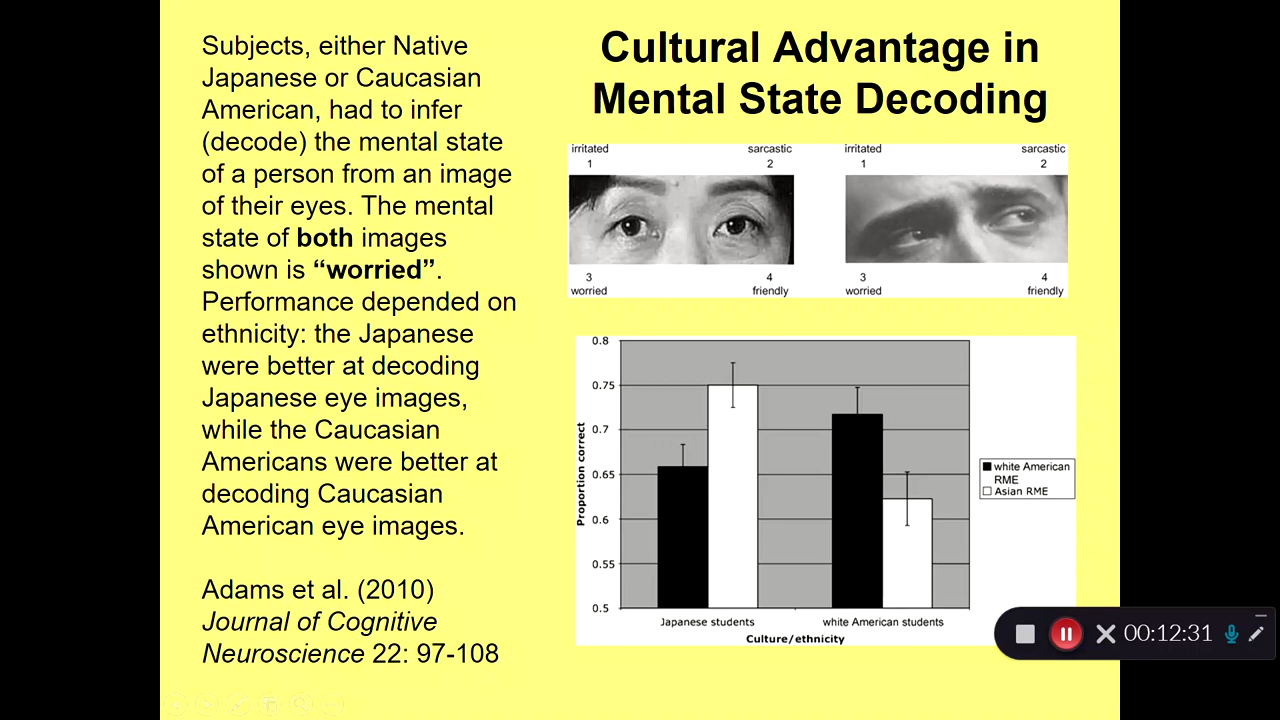 Subjects, either Native
Japanese or Caucasian
American, had to infer
(decode) the mental state
of a person from an image
of their eyes. The mental
state of both images
shown is “worried”.
Performance depended on
ethnicity: the Japanese
were better at decoding
Japanese eye images,
while the Caucasian
Americans were better at
decoding Caucasian
American eye images.
Adams et al. (2010)
Journal of Cognitive
Neuroscience 22: 97-108
Cultural Advantage in
Mental State Decoding
irritated sarcastic
1 2
3 4
worried friendly
irritated sarcastic
1 2
3 4
worried friendly
0.8
0.75
0.7
0.65
0.6
0.55
0.5
Proportion correct
Japanese students white American students
Culture/ethnicity
white American
RME
Asian RME
00:12:31